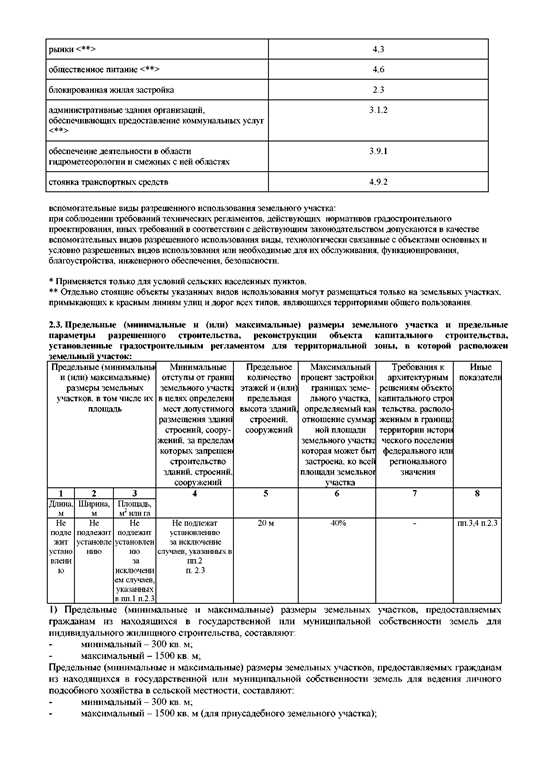 рынки <**> 4.3
общественное питание <**> 4.6
блокированная жилая застройка 2.3
административные здания организаций, 3.1.2
обеспечивающих предоставление коммунальных услуг
<**>
обеспечение деятельности в области 3.9.1
гидрометеорологии и смежных с ней областях
стоянка транспортных средств 4.9.2
вспомогательные виды разрешенного использования земельного участка:
при соблюдении требований технических регламентов, действующих нормативов градостроительного
проектирования, иных требований в соответствии с действующим законодательством допускаются в качестве
вспомогательных видов разрешенного использования виды, технологически связанные с объектами основных и
условно разрешенных видов использования или необходимые для их обслуживания, функционирования,
благоустройства, инженерного обеспечения, безопасности.
* Применяется только для условий сельских населенных пунктов.
** Отдельно стоящие объекты указанных видов использования могут размещаться только на земельных участках,
примыкающих к красным линиям улиц и дорог всех типов, являющихся территориями общего пользования.
2.3. Предельные (минимальные и (или) максимальные) размеры земельного участка и предельные
параметры разрешенного строительства, реконструкции объекта капитального строительства,
установленные градостроительным регламентом для территориальной зоны, в которой расположен
земельный участок:
Предельные (минимальны
и (или) максимальные)
размеры земельных
участков, в том числе их
площадь
Минимальные
отступы от границ
земельного участка
в целях определени
мест допустимого
размещения зданий
строений, соору-
жений, за пределам
которых запрещен
строительство
зданий, строений,
сооружений
Предельное
количество
этажей и (или)
предельная
высота зданий,
строений,
сооружений
Максимальный
процент застройки
границах земе-
льного участка,
определяемый как
отношение суммар
ной площади
земельного участка
которая может быт
застроена, ко всей
площади земельног
участка
Требования к
архитектурным
решениям объекто
капитального строи
тельства, располо-
женным в граница
территории истори
ческого поселения
федерального или
регионального
значения
Иные
показатели
1 2 3 4 5 6 7 8
Длина, м
Ширина, м
Площадь, м² или га
Не
подле
жит
устано
влени
ю
Не
подлежит
установле
нию
Не
подлежит
установлен
ию
за
исключени
ем случаев,
указанных
в пп.1 п.2.3
Не подлежат
установлению
за исключение
случаев, указанных в
пп.2
п. 2.3
20 м
40%
-
пп.3,4 п.2.3
1) Предельные (минимальные и максимальные) размеры земельных участков, предоставляемых
гражданам из находящихся в государственной или муниципальной собственности земель для
индивидуального жилищного строительства, составляют:
- минимальный – 300 кв. м;
- максимальный – 1500 кв. м;
Предельные (минимальные и максимальные) размеры земельных участков, предоставляемых гражданам
из находящихся в государственной или муниципальной собственности земель для ведения личного
подсобного хозяйства в сельской местности, составляют:
- минимальный – 300 кв. м;
- максимальный – 1500 кв. м (для приусадебного земельного участка);